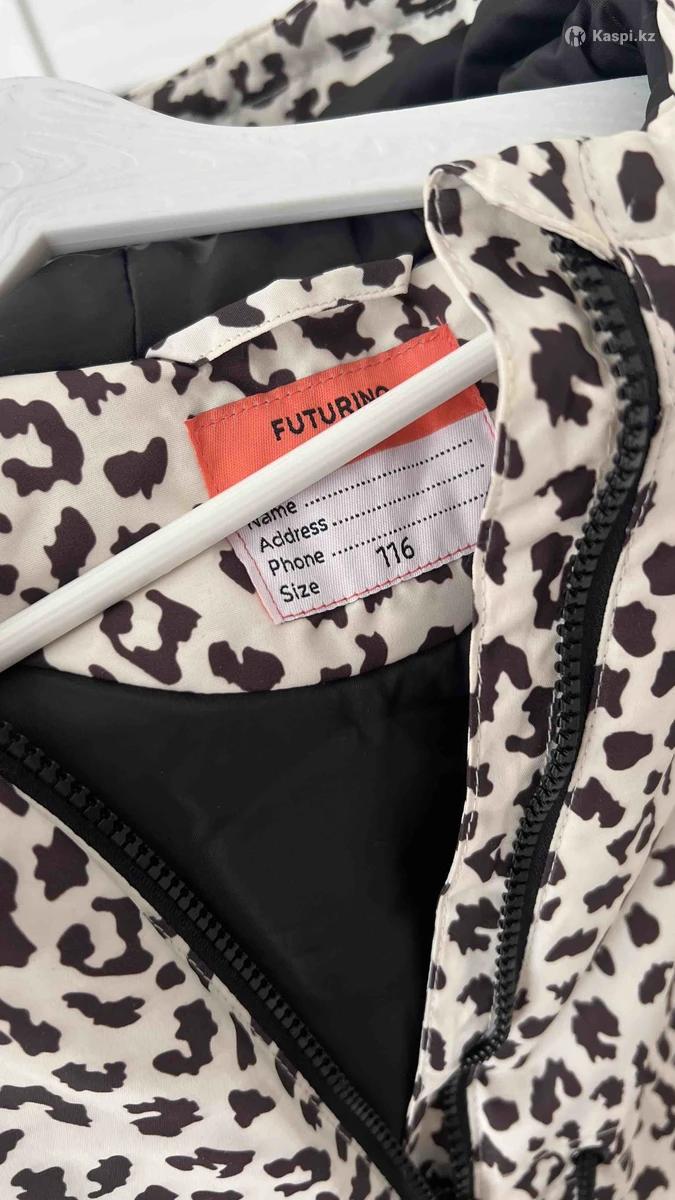 Kaspi.kz
FUTURINO
Name
Address
Phone
Size 116